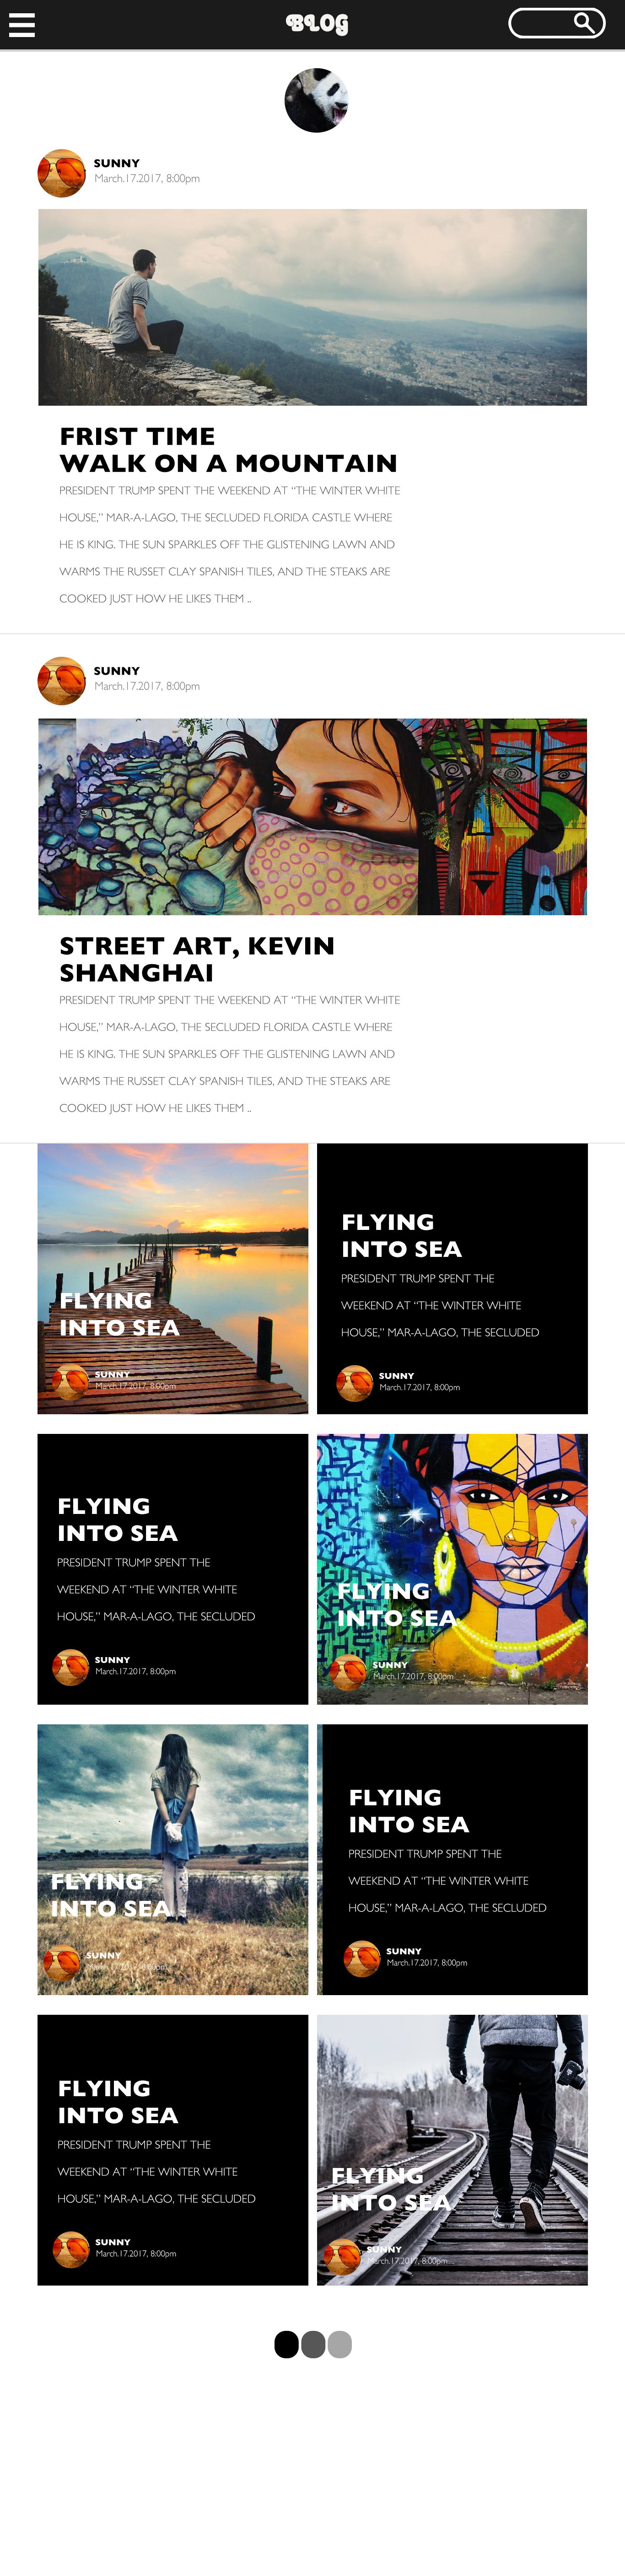 BLOG
SUNNY
March.17.2017, 8:00pm
FRIST TIME
WALK ON A MOUNTAIN
PRESIDENT TRUMP SPENT THE WEEKEND AT “THE WINTER WHITE
HOUSE,” MAR-A-LAGO, THE SECLUDED FLORIDA CASTLE WHERE
HE IS KING. THE SUN SPARKLES OFF THE GLISTENING LAWN AND
WARMS THE RUSSET CLAY SPANISH TILES, AND THE STEAKS ARE
COOKED JUST HOW HE LIKES THEM ..
SUNNY
March.17.2017, 8:00pm
STREET ART, KEVIN
SHANGHAI
PRESIDENT TRUMP SPENT THE WEEKEND AT “THE WINTER WHITE
HOUSE,” MAR-A-LAGO, THE SECLUDED FLORIDA CASTLE WHERE
HE IS KING. THE SUN SPARKLES OFF THE GLISTENING LAWN AND
WARMS THE RUSSET CLAY SPANISH TILES, AND THE STEAKS ARE
COOKED JUST HOW HE LIKES THEM ..
FLYING
INTO SEA
SUNNY
March.17.2017, 8:00pm
FLYING
INTO SEA
PRESIDENT TRUMP SPENT THE
WEEKEND AT “THE WINTER WHITE
HOUSE,” MAR-A-LAGO, THE SECLUDED
SUNNY
March.17.2017, 8:00pm
FLYING
INTO SEA
PRESIDENT TRUMP SPENT THE
WEEKEND AT “THE WINTER WHITE
HOUSE,” MAR-A-LAGO, THE SECLUDED
SUNNY
March.17.2017, 8:00pm
FLYING
INTO SEA
SUNNY
March.17.2017, 8:00pm
FLYING
INTO SEA
SUNNY
March.17.2017, 8:00pm
FLYING
INTO SEA
PRESIDENT TRUMP SPENT THE
WEEKEND AT “THE WINTER WHITE
HOUSE,” MAR-A-LAGO, THE SECLUDED
SUNNY
March.17.2017, 8:00pm
FLYING
INTO SEA
PRESIDENT TRUMP SPENT THE
WEEKEND AT “THE WINTER WHITE
HOUSE,” MAR-A-LAGO, THE SECLUDED
SUNNY
March.17.2017, 8:00pm
FLYING
INTO SEA
SUNNY
March.17.2017, 8:00pm